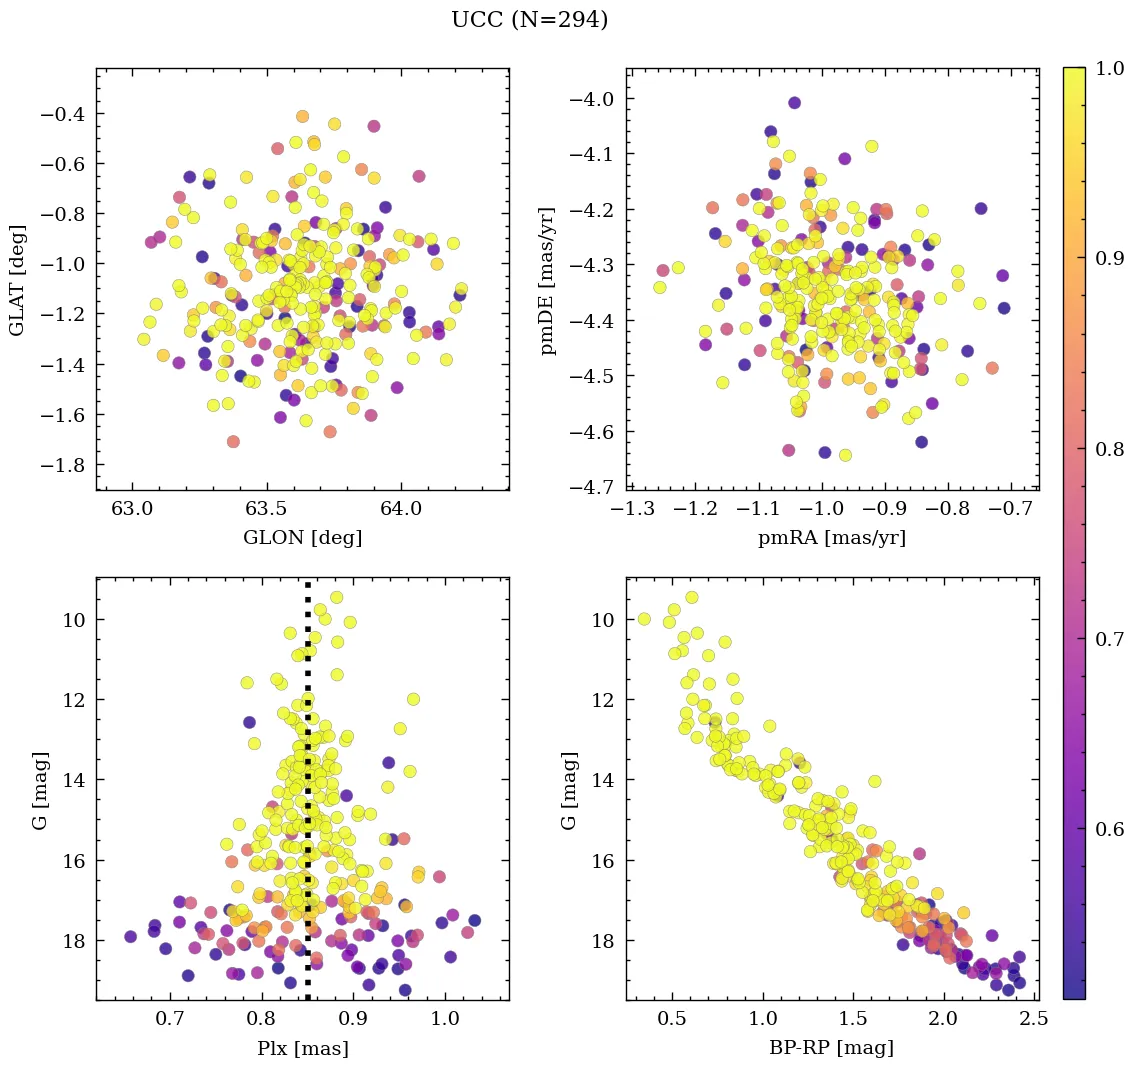 UCC (N=294)
−0.4
−0.6
−0.8
−1.0
−1.2
−1.4
−1.6
−1.8
GLAT [deg]
63.0 63.5 64.0
GLON [deg]
−4.0
−4.1
−4.2
−4.3
−4.4
−4.5
−4.6
−4.7
pmDE [mas/yr]
−1.3 −1.2 −1.1 −1.0 −0.9 −0.8 −0.7
pmRA [mas/yr]
1.0
0.9
0.8
0.7
0.6
10
12
14
16
18
G [mag]
0.7 0.8 0.9 1.0
Plx [mas]
10
12
14
16
18
G [mag]
0.5 1.0 1.5 2.0 2.5
BP-RP [mag]